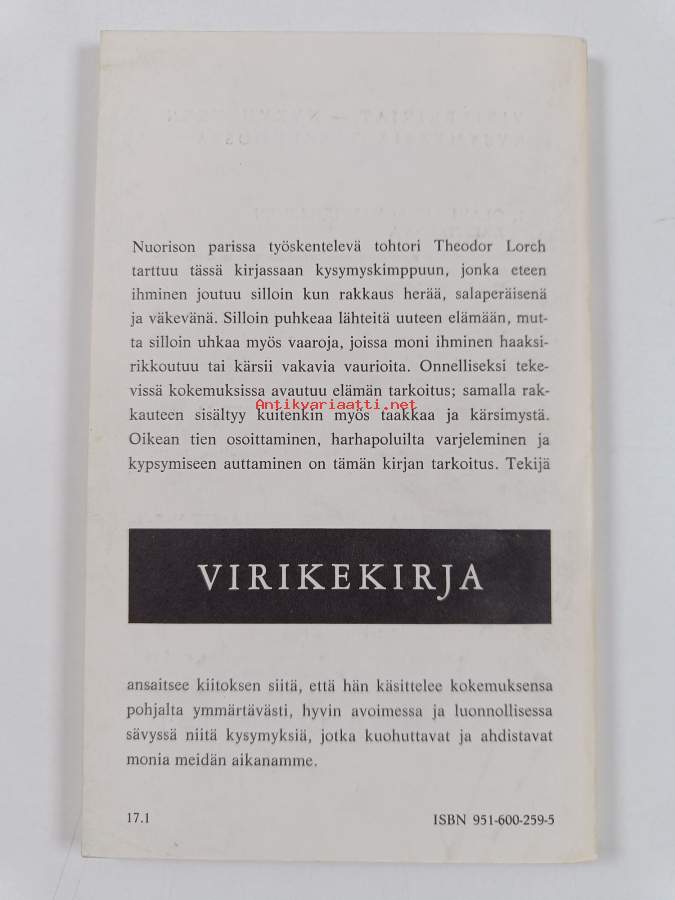 Nuorison parissa työskentelevä tohtori Theodor Lorch
tarttuu tässä kirjassaan kysymyskimppuun, jonka eteen
ihminen joutuu silloin kun rakkaus herää, salaperäisenä
ja väkevänä. Silloin puhkeaa lähteitä uuteen elämään, mut-
ta silloin uhkaa myös vaaroja, joissa moni ihminen haaksi-
rikkoutuu tai kärsii vakavia vaurioita. Onnelliseksi teke-
vissä kokemuksissa avautuu elämän tarkoitus; samalla rak-
Antikvariaatti.net
kauteen sisältyy kuitenkin myös taakkaa ja kärsimystä.
Oikean tien osoittaminen, harhapoluilta varjeleminen ja
kypsymiseen auttaminen on tämän kirjan tarkoitus. Tekijä
VIRIKEKIRJA
ansaitsee kiitoksen siitä, että hän käsittelee kokemuksensa
pohjalta ymmärtävästi, hyvin avoimessa ja luonnollisessa
sävyssä niitä kysymyksiä, jotka kuohuttavat ja ahdistavat
monia meidän aikanamme.
17.1
ISBN 951-600-259-5